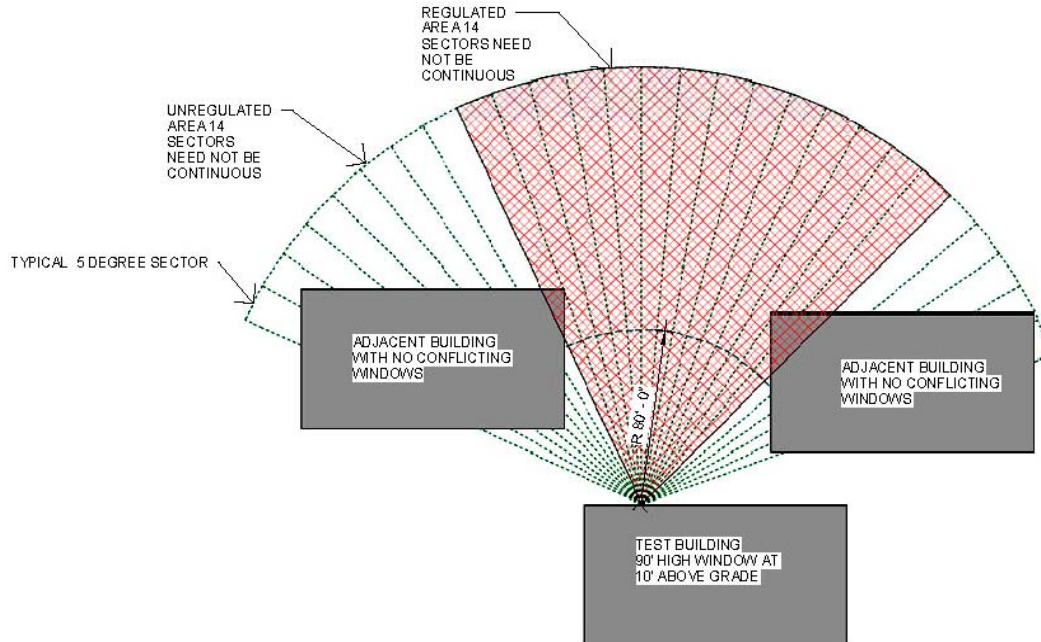 REGULATED
AREA 14
SECTORS NEED
NOT BE
CONTINUOUS
UNREGULATED
AREA 14
SECTORS
NEED NOT BE
CONTINUOUS
TYPICAL 5 DEGREE SECTOR
ADJACENT BUILDING
WITH NO CONFLICTING
WINDOWS
ADJACENT BUILDING
WITH NO CONFLICTING
WINDOWS
R 80' - 0"
TEST BUILDING
90' HIGH WINDOW AT
10' ABOVE GRADE